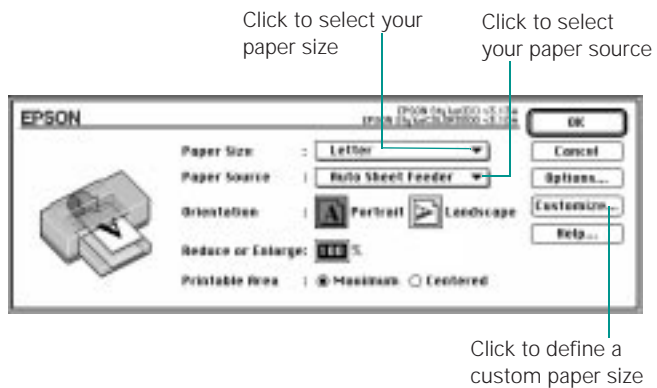 Click to select your
paper size
Click to select
your paper source
EPSON
OK
Paper Size : Letter
Cancel
Paper Source : Auto Sheet Feeder
Options...
Orientation : Portrait Landscape
Customize...
Reduce or Enlarge: 100 %
Help...
Printable Area : Maximum Centered
Click to define a
custom paper size